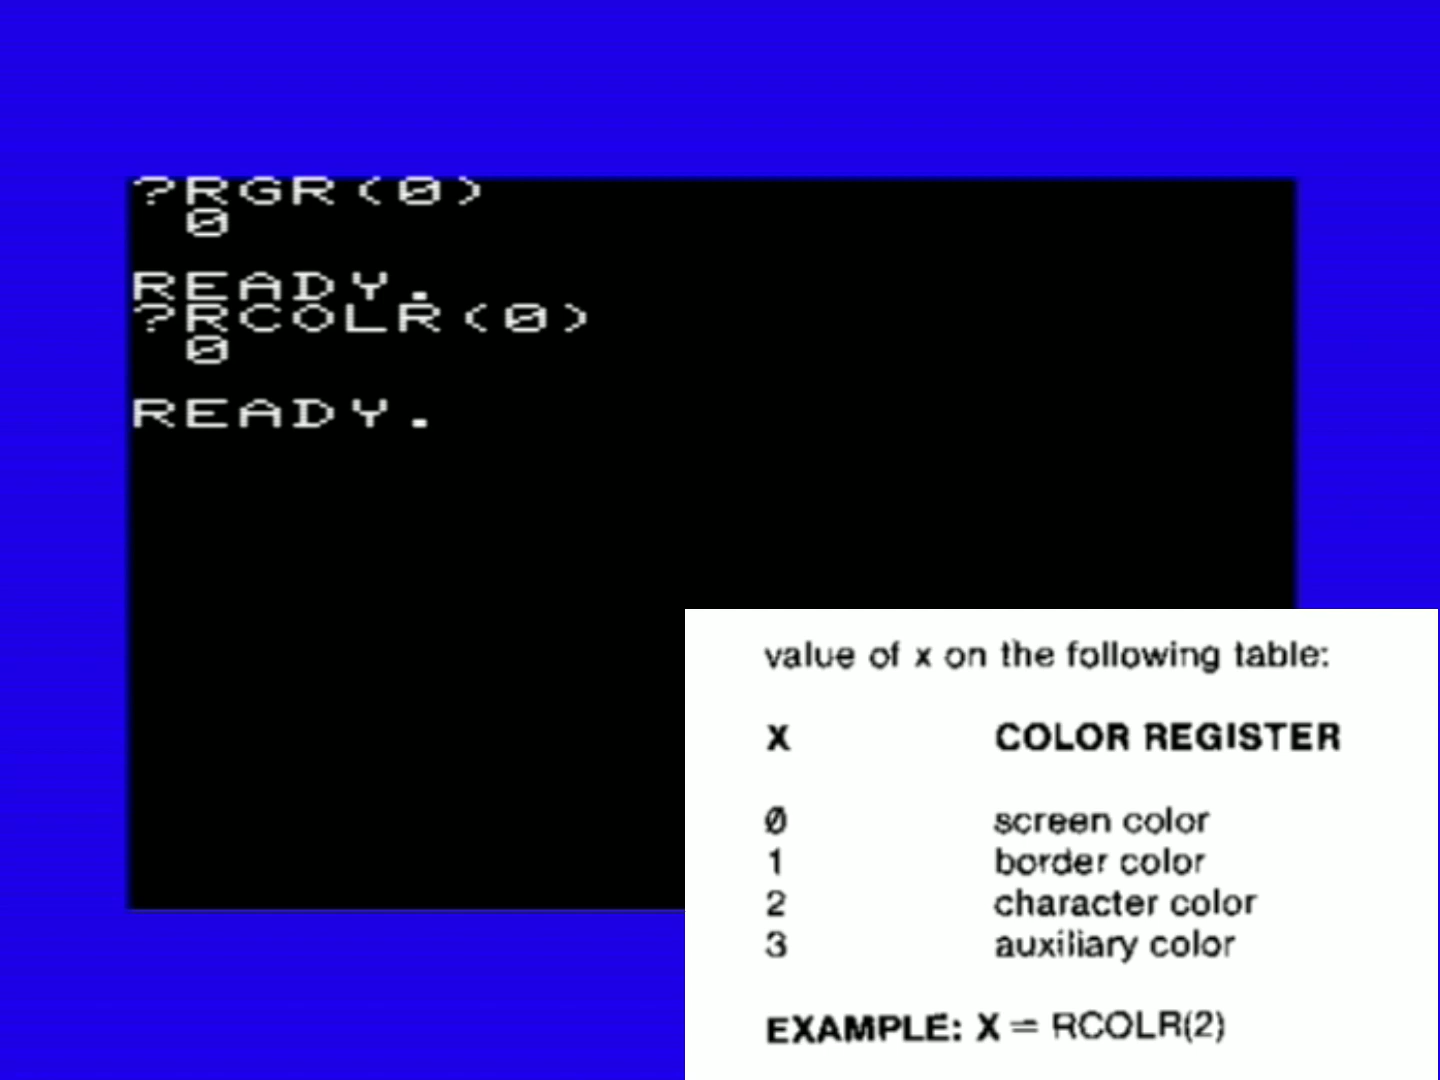 ?RGR(0)
0
READY.
?RCOLR(0)
0
READY.
value of x on the following table:
X COLOR REGISTER
0 screen color
1 border color
2 character color
3 auxiliary color
EXAMPLE: X = RCOLR(2)